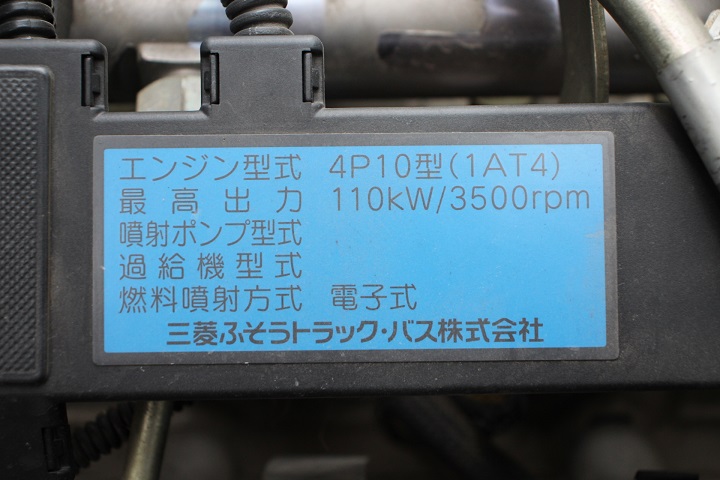 エンジン型式 4P10型(1AT4)
最高出力 110kW/3500rpm
噴射ポンプ型式
過給機型式
燃料噴射方式 電子式
三菱ふそうトラック・バス株式会社